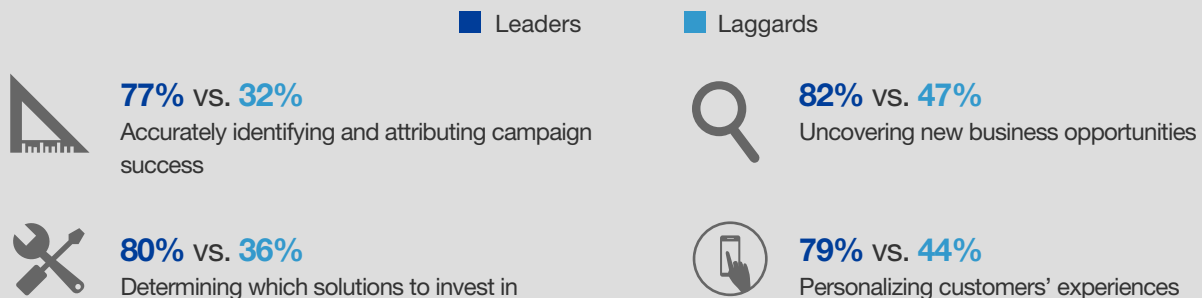 Leaders
Laggards
77% vs. 32%
Accurately identifying and attributing campaign
success
82% vs. 47%
Uncovering new business opportunities
80% vs. 36%
Determining which solutions to invest in
79% vs. 44%
Personalizing customers’ experiences